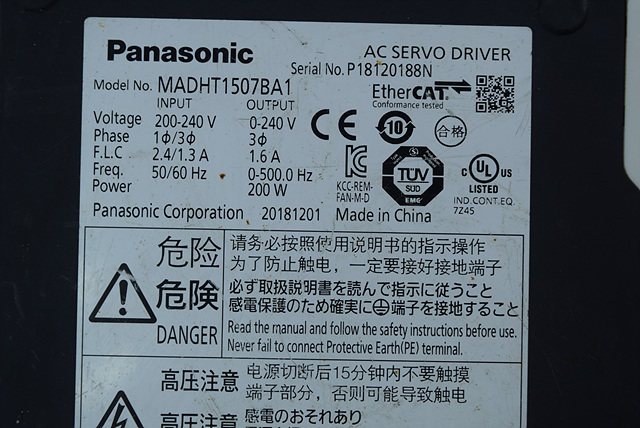 Panasonic
AC SERVO DRIVER
Serial No. P18120188N
Model No. MADHT1507BA1
EtherCAT
Conformance tested
INPUT OUTPUT
Voltage 200-240 V 0-240 V
Phase 1ϕ/3ϕ 3ϕ
F.L.C 2.4/1.3 A 1.6 A
Freq. 50/60 Hz 0-500.0 Hz
Power 200 W
CE
10
合格
KC
KCC-REM-
FAN-M-D
TÜV
SÜD
EMC
C UL US
LISTED
IND.CONT.EQ.
7Z45
Panasonic Corporation 20181201 Made in China
危险
危険
DANGER
请务必按照使用说明书的指示操作
为了防止触电，一定要接好接地端子
必ず取扱説明書を読んで指示に従うこと
感電保護のため確実に⏚端子を接地すること
Read the manual and follow the safety instructions before use.
Never fail to connect Protective Earth(PE) terminal.
高压注意
电源切断后15分钟内不要触摸
端子部分，否则可能导致触电
高圧注意
感電のおそれあり